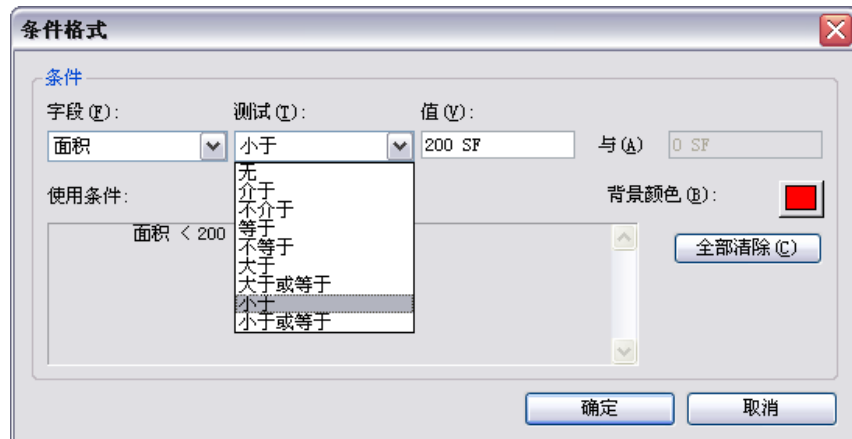 条件格式
条件
字段(F): 测试(T): 值(V):
面积 小于 200 SF 与(A) 0 SF
无
介于
不介于
等于
不等于
大于
大于或等于
小于
小于或等于
使用条件: 背景颜色(B):
面积 < 200
全部清除(C)
确定 取消